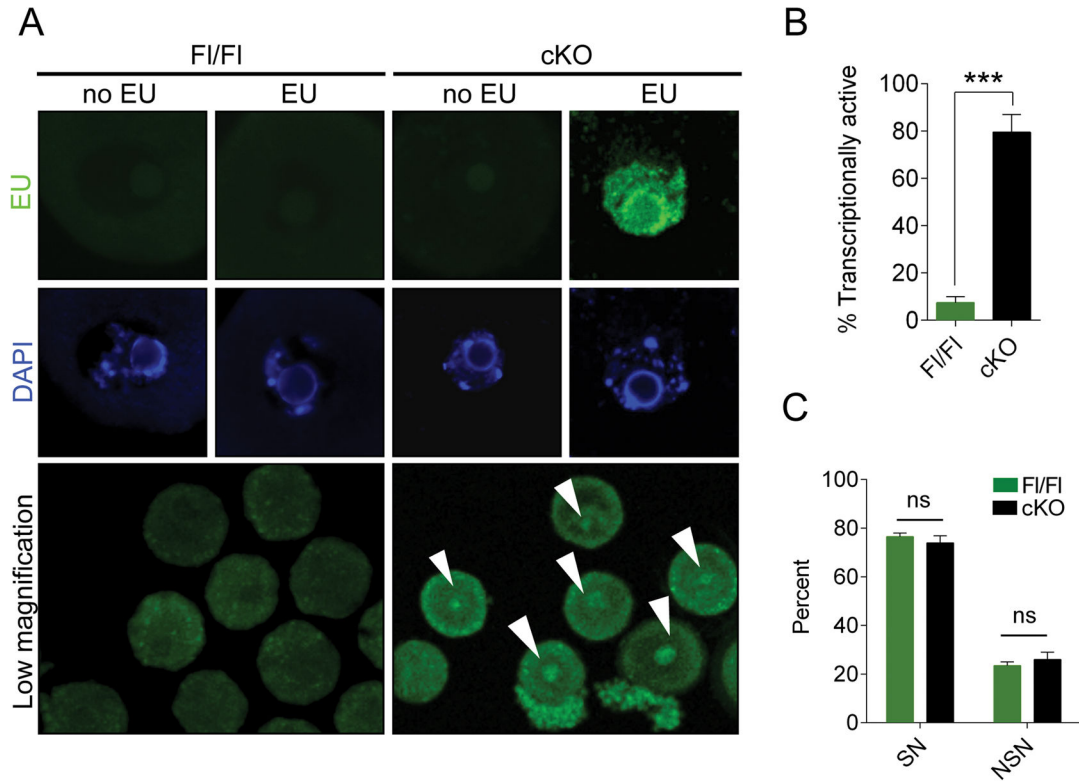 A
Fl/Fl cKO
no EU EU no EU EU
EU
DAPI
Low magnification
B
% Transcriptionally active
100
80
60
40
20
0
***
Fl/Fl
cKO
C
Percent
100
80
60
40
20
0
ns
ns
Fl/Fl
cKO
SN
NSN